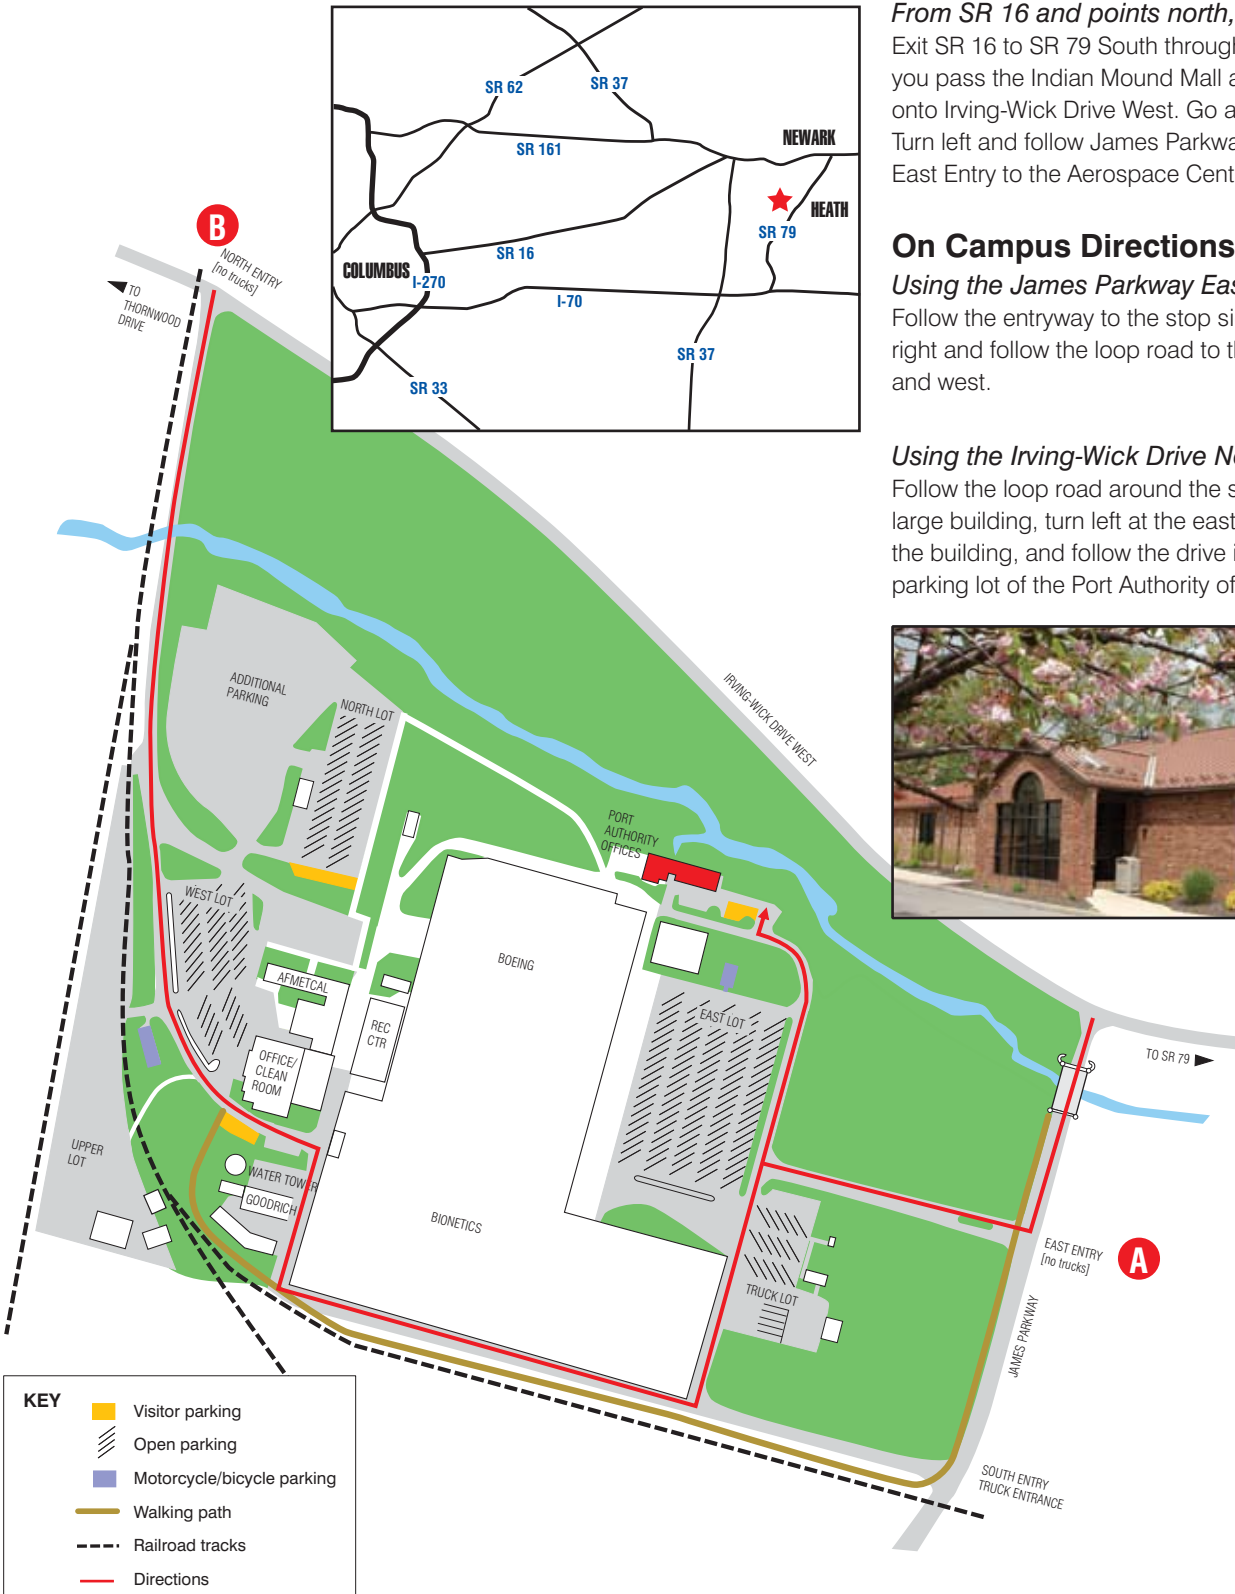 From SR 16 and points north,
Exit SR 16 to SR 79 South through
you pass the Indian Mound Mall a
onto Irving-Wick Drive West. Go a
Turn left and follow James Parkwa
East Entry to the Aerospace Cent
SR 62
SR 37
SR 161
NEWARK
HEATH
SR 79
SR 16
COLUMBUS
I-270
I-70
SR 37
SR 33
On Campus Directions
Using the James Parkway Eas
Follow the entryway to the stop si
right and follow the loop road to th
and west.
Using the Irving-Wick Drive No
Follow the loop road around the s
large building, turn left at the east
the building, and follow the drive i
parking lot of the Port Authority of
B
NORTH ENTRY
[no trucks]
TO
THORNWOOD
DRIVE
IRVING-WICK DRIVE WEST
ADDITIONAL
PARKING
NORTH LOT
PORT
AUTHORITY
OFFICES
WEST LOT
BOEING
AFMETCAL
REC
CTR
EAST LOT
OFFICE/
CLEAN
ROOM
TO SR 79
UPPER
LOT
WATER TOWER
GOODRICH
BIONETICS
EAST ENTRY
[no trucks]
A
TRUCK LOT
JAMES PARKWAY
SOUTH ENTRY
TRUCK ENTRANCE
KEY
Visitor parking
Open parking
Motorcycle/bicycle parking
Walking path
Railroad tracks
Directions